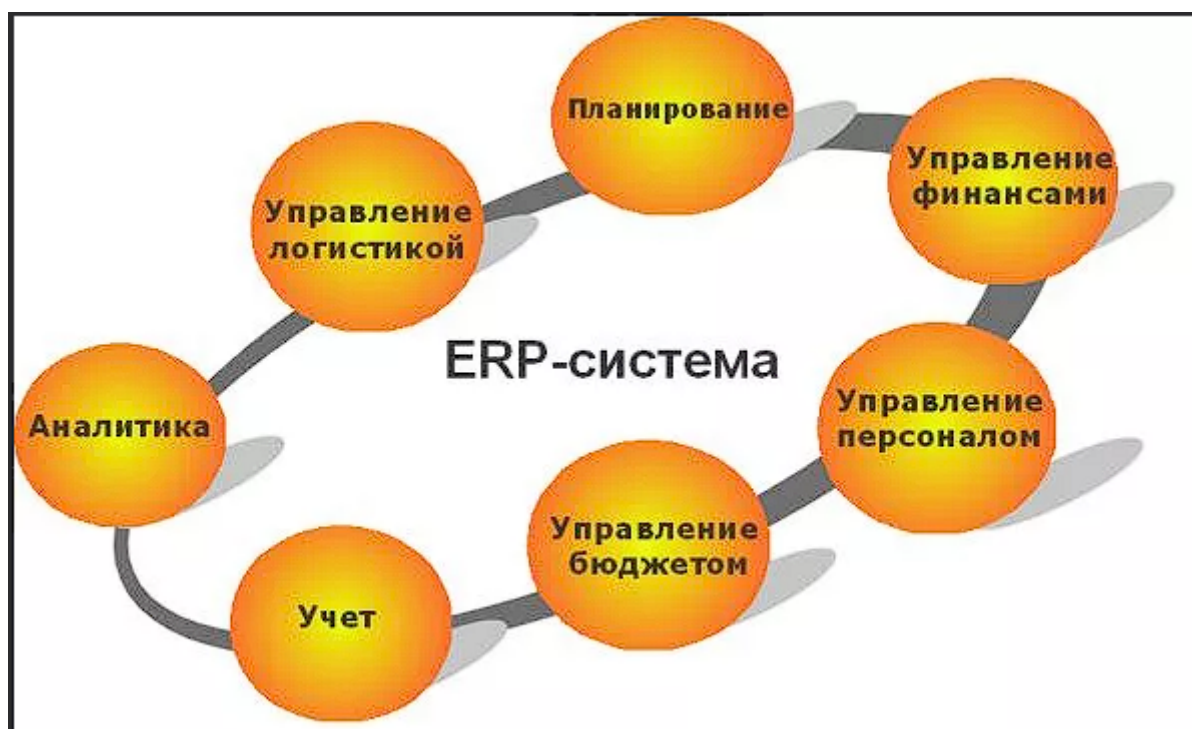 Планирование
Управление
финансами
Управление
логистикой
ERP-система
Управление
персоналом
Аналитика
Управление
бюджетом
Учет